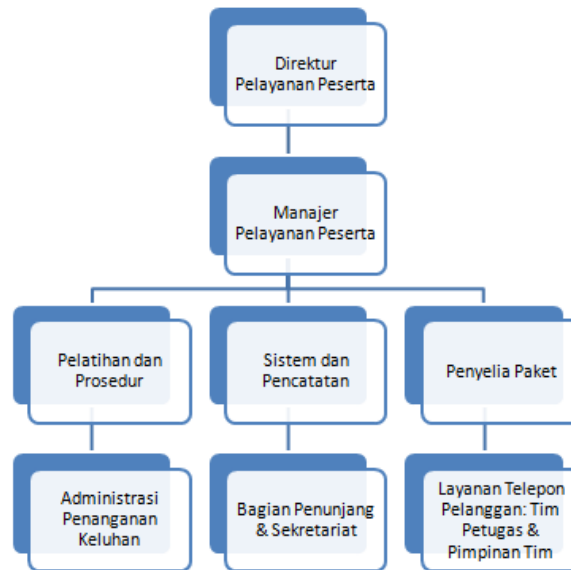 Direktur
Pelayanan Peserta
Manajer
Pelayanan Peserta
Pelatihan dan
Prosedur
Sistem dan
Pencatatan
Penyelia Paket
Administrasi
Penanganan
Keluhan
Bagian Penunjang
& Sekretariat
Layanan Telepon
Pelanggan: Tim
Petugas &
Pimpinan Tim